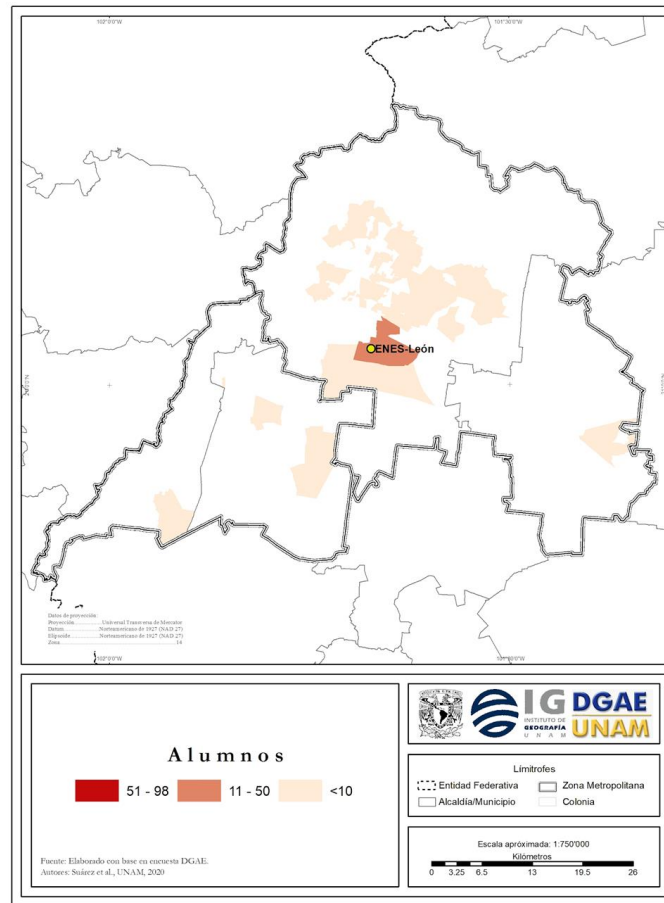 102°0'0"W
101°30'0"W
ENES-León
Datos de proyección:
Proyección Universal Transversa de Mercator
Datum Norteamericano de 1927 (NAD 27)
Elipsoide Norteamericano de 1927 (NAD 27)
Zona 14
102°0'0"W
Alumnos
51 - 98
11 - 50
<10
Fuente: Elaborado con base en encuesta DGAE.
Autores: Suárez et al., UNAM, 2020
IG
INSTITUTO DE
GEOGRAFÍA
UNAM
DGAE
UNAM
Límitrofes
Entidad Federativa
Zona Metropolitana
Alcaldía/Municipio
Colonia
Escala apróximada: 1:750'000
Kilómetros
0 3.25 6.5 13 19.5 26